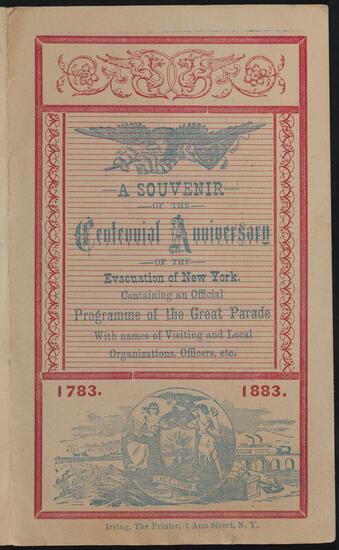 A SOUVENIR
OF THE
Centennial Anniversary
OF THE
Evacuation of New York.
Containing an Official
Programme of the Great Parade
With names of Visiting and Local
Organizations, Officers, etc.
1783. 1883.
EXCELSIOR
Irving, The Printer, 1 Ann Street, N. Y.